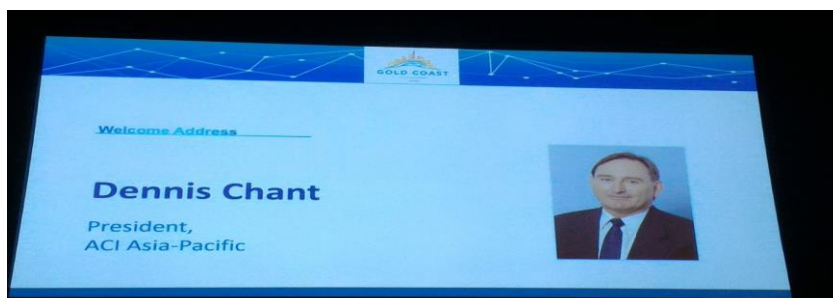 GOLD COAST
Welcome Address
Dennis Chant
President,
ACI Asia-Pacific